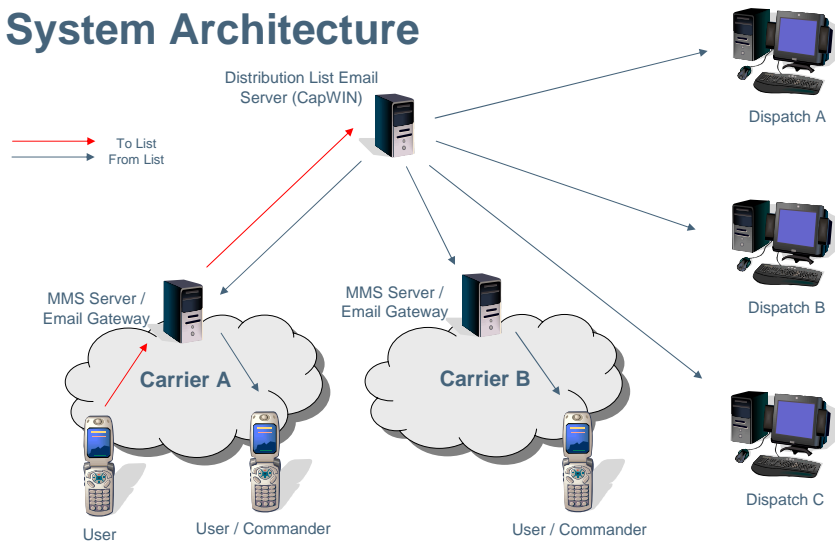 System Architecture
Distribution List Email
Server (CapWIN)
To List
From List
Dispatch A
MMS Server /
Email Gateway
MMS Server /
Email Gateway
Dispatch B
Carrier A
Carrier B
Dispatch C
User
User / Commander
User / Commander